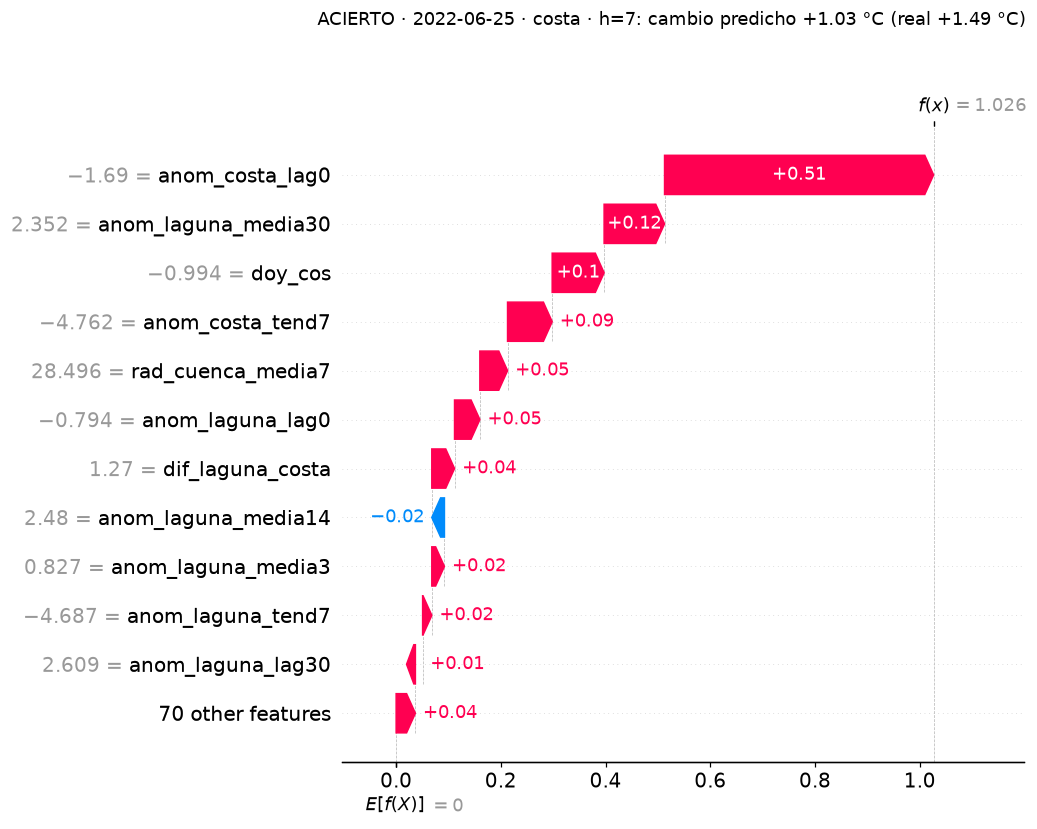 ACIERTO · 2022-06-25 · costa · h=7: cambio predicho +1.03 °C (real +1.49 °C)
f(x) = 1.026
−1.69 = anom_costa_lag0 +0.51
2.352 = anom_laguna_media30 +0.12
−0.994 = doy_cos +0.1
−4.762 = anom_costa_tend7 +0.09
28.496 = rad_cuenca_media7 +0.05
−0.794 = anom_laguna_lag0 +0.05
1.27 = dif_laguna_costa +0.04
2.48 = anom_laguna_media14 −0.02
0.827 = anom_laguna_media3 +0.02
−4.687 = anom_laguna_tend7 +0.02
2.609 = anom_laguna_lag30 +0.01
70 other features +0.04
0.0 0.2 0.4 0.6 0.8 1.0
E[f(X)] = 0